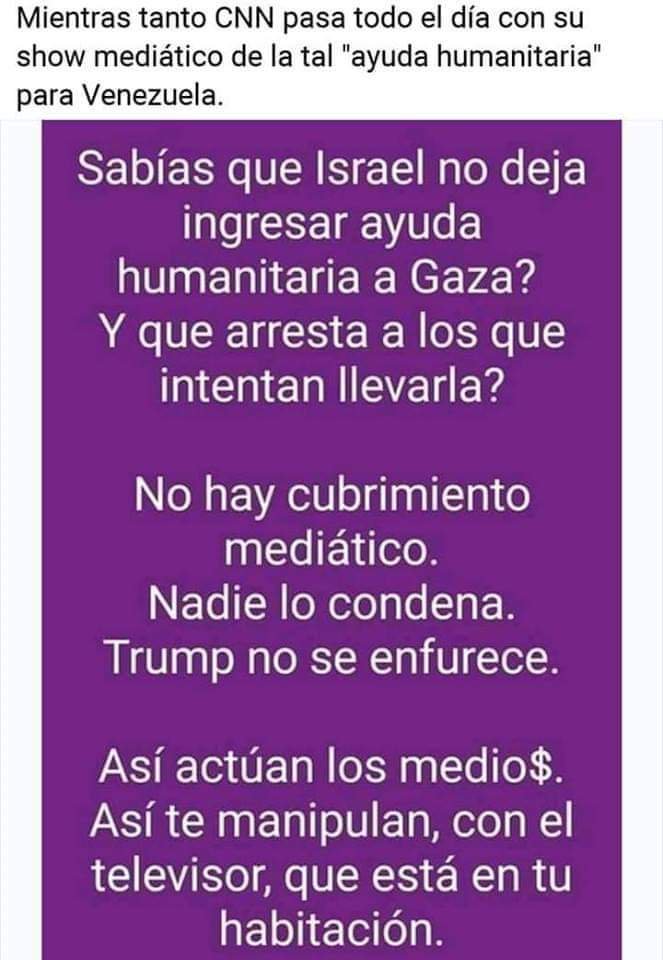 Mientras tanto CNN pasa todo el día con su
show mediático de la tal "ayuda humanitaria"
para Venezuela.
Sabías que Israel no deja
ingresar ayuda
humanitaria a Gaza?
Y que arresta a los que
intentan llevarla?
No hay cubrimiento
mediático.
Nadie lo condena.
Trump no se enfurece.
Así actúan los medio$.
Así te manipulan, con el
televisor, que está en tu
habitación.